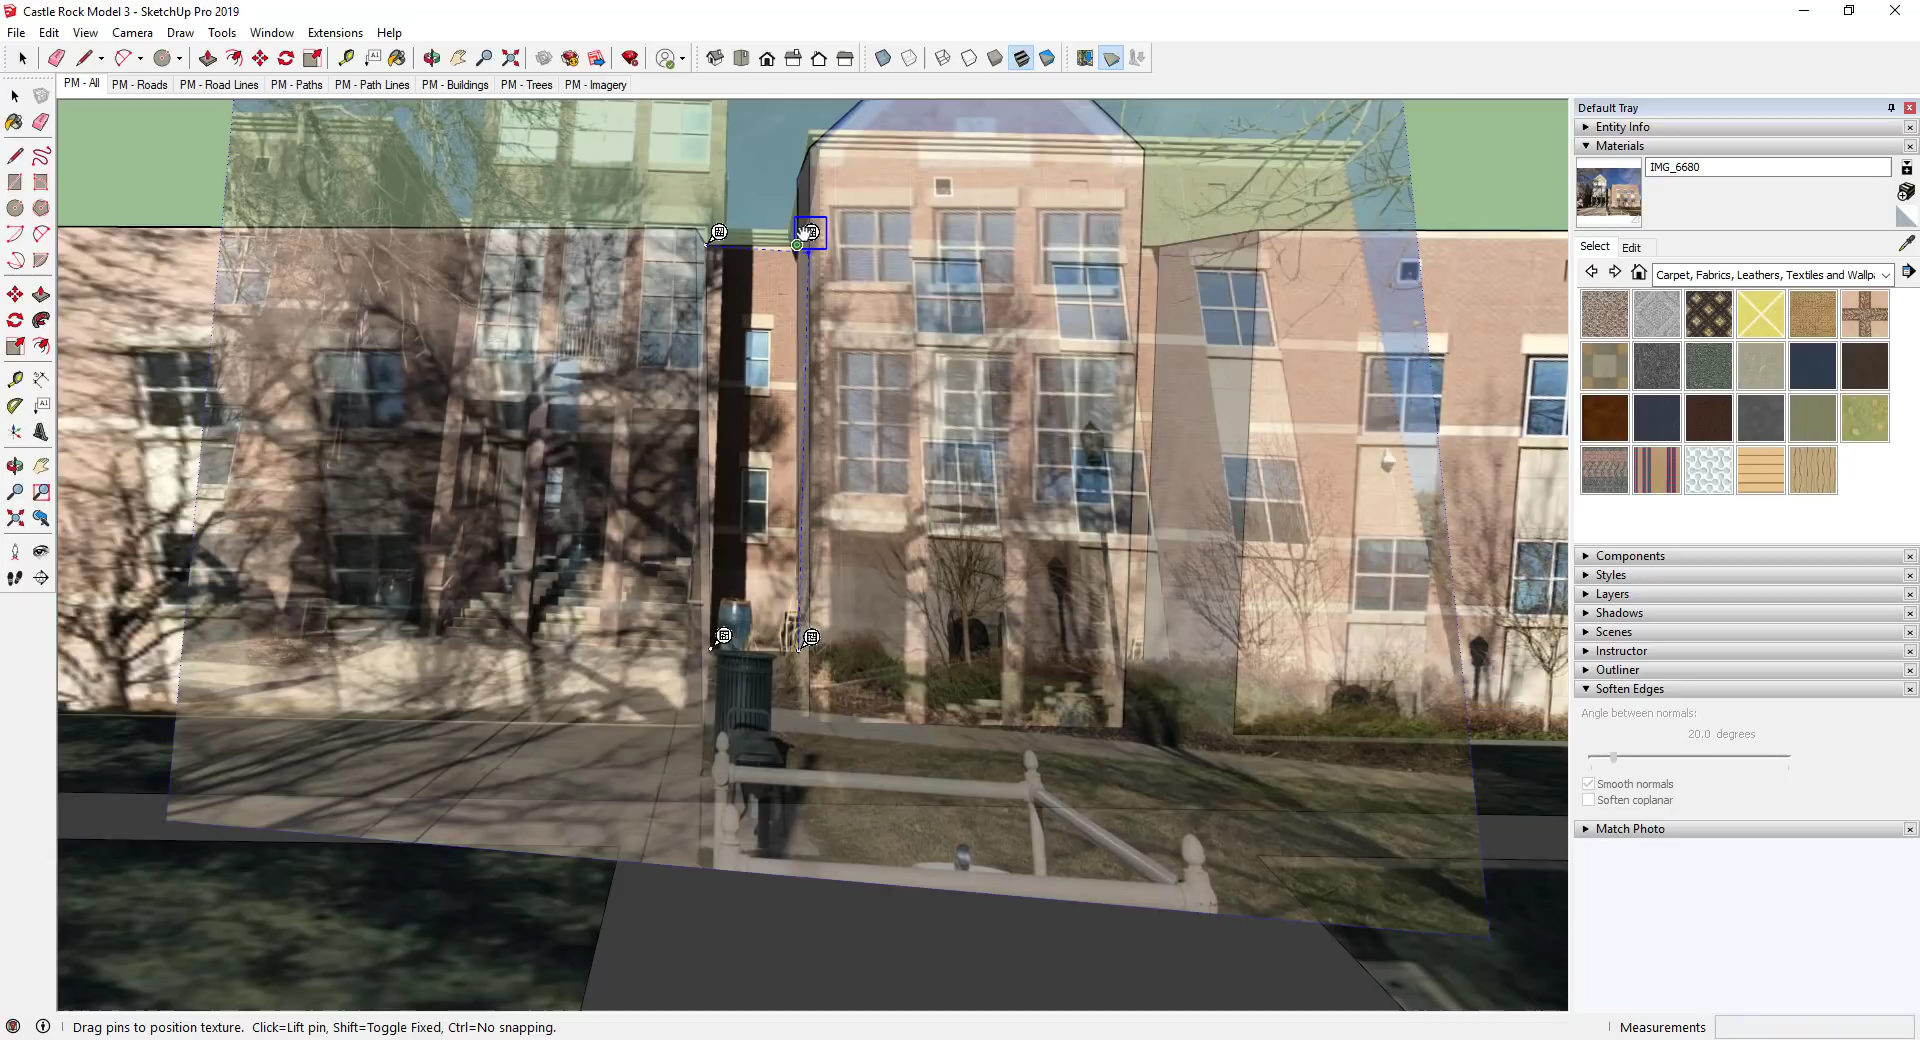 Castle Rock Model 3 - SketchUp Pro 2019
File Edit View Camera Draw Tools Window Extensions Help
PM - All PM - Roads PM - Road Lines PM - Paths PM - Path Lines PM - Buildings PM - Trees PM - Imagery
Default Tray
Entity Info
Materials
IMG_6680
Select Edit
Carpet, Fabrics, Leathers, Textiles and Wallp
Components
Styles
Layers
Shadows
Scenes
Instructor
Outliner
Soften Edges
Angle between normals:
20.0 degrees
Smooth normals
Soften coplanar
Match Photo
Drag pins to position texture. Click=Lift pin, Shift=Toggle Fixed, Ctrl=No snapping.
Measurements